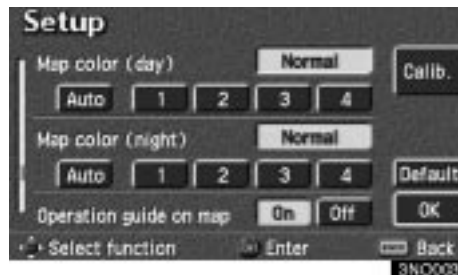 Setup
Map color (day) Normal
Calib.
Auto 1 2 3 4
Map color (night) Normal
Auto 1 2 3 4 Default
Operation guide on map On Off OK
Select function Enter Back
3NO009